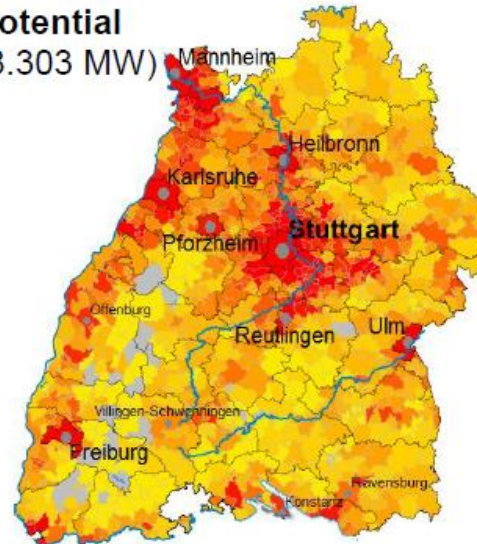 otential
3.303 MW)
Mannheim
Heilbronn
Karlsruhe
Stuttgart
Pforzheim
Offenburg
Reutlingen
Ulm
Villingen-Schwenningen
Freiburg
Ravensburg
Konstanz